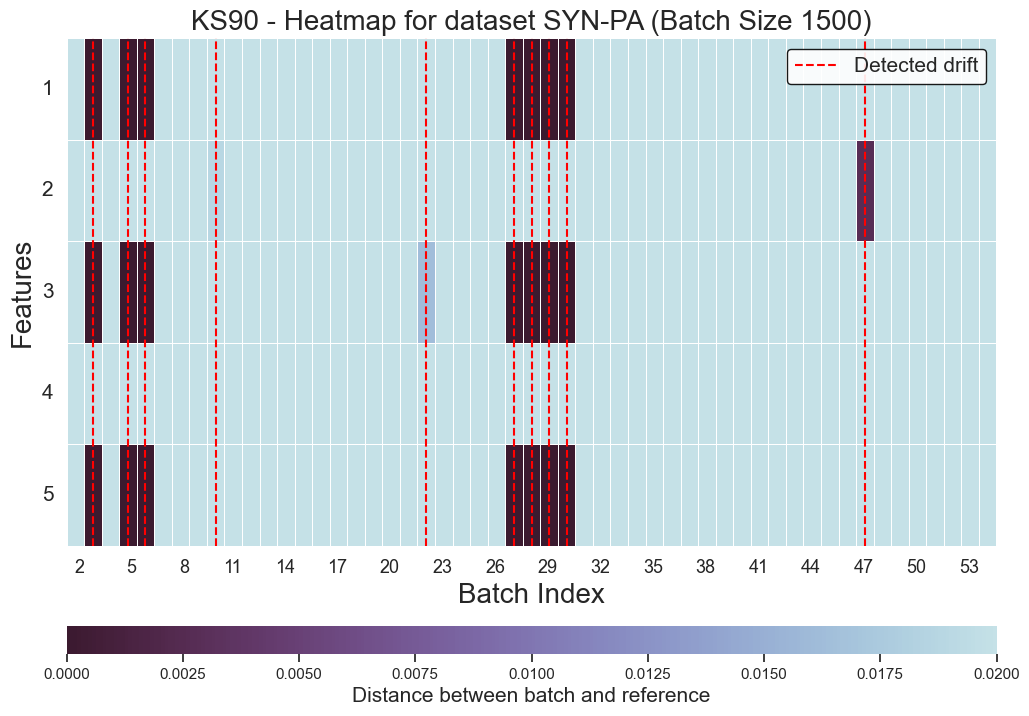 KS90 - Heatmap for dataset SYN-PA (Batch Size 1500)
Detected drift
Features
1
2
3
4
5
2 5 8 11 14 17 20 23 26 29 32 35 38 41 44 47 50 53
Batch Index
0.0000 0.0025 0.0050 0.0075 0.0100 0.0125 0.0150 0.0175 0.0200
Distance between batch and reference